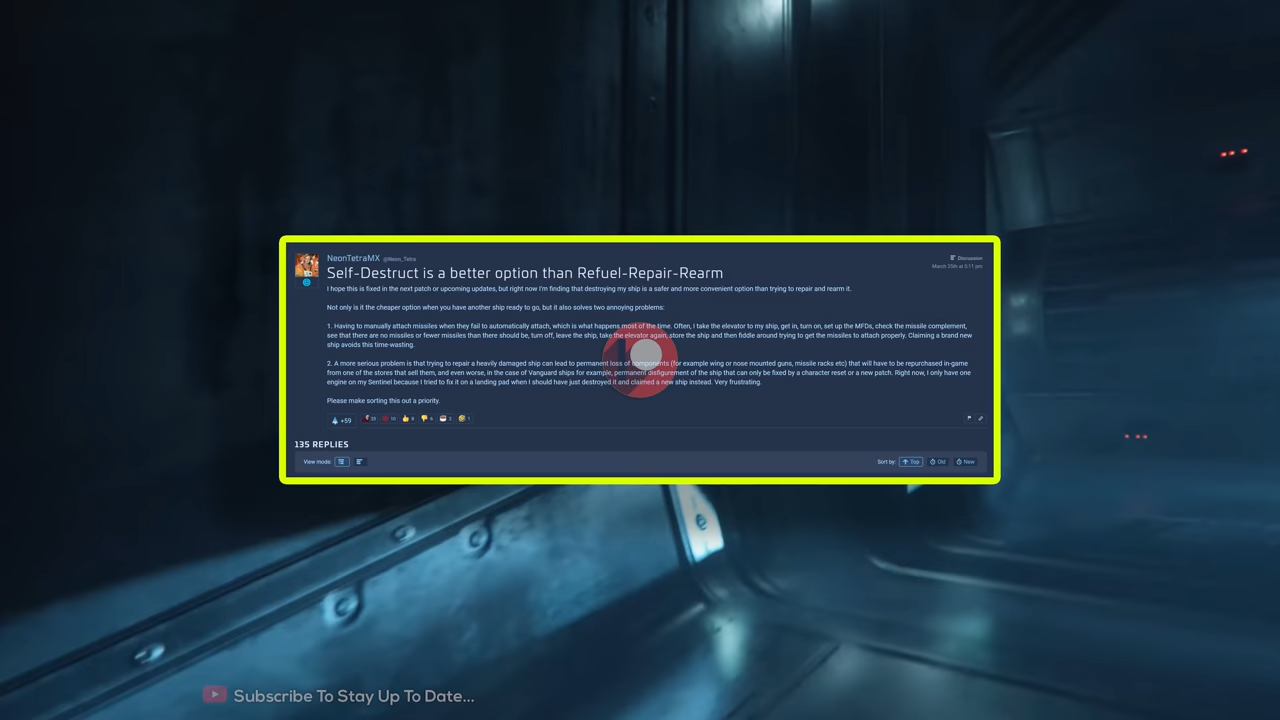 NeonTetraMX @Neon_Tetra
Discussion
Self-Destruct is a better option than Refuel-Repair-Rearm
March 25th at 5:11 pm
I hope this is fixed in the next patch or upcoming updates, but right now I'm finding that destroying my ship is a safer and more convenient option than trying to repair and rearm it.
Not only is it the cheaper option when you have another ship ready to go, but it also solves two annoying problems:
1. Having to manually attach missiles when they fail to automatically attach, which is what happens most of the time. Often, I take the elevator to my ship, get in, turn on, set up the MFDs, check the missile complement,
see that there are no missiles or fewer missiles than there should be, turn off, leave the ship, take the elevator again, store the ship and then fiddle around trying to get the missiles to attach properly. Claiming a brand new
ship avoids this time-wasting.
2. A more serious problem is that trying to repair a heavily damaged ship can lead to permanent loss of components (for example wing or nose mounted guns, missile racks etc) that will have to be repurchased in-game
from one of the stores that sell them, and even worse, in the case of Vanguard ships for example, permanent disfigurement of the ship that can only be fixed by a character reset or a new patch. Right now, I only have one
engine on my Sentinel because I tried to fix it on a landing pad when I should have just destroyed it and claimed a new ship instead. Very frustrating.
Please make sorting this out a priority.
+59 31 10 8 6 2 1
135 REPLIES
View mode: Sort by: Top Old New
Subscribe To Stay Up To Date...